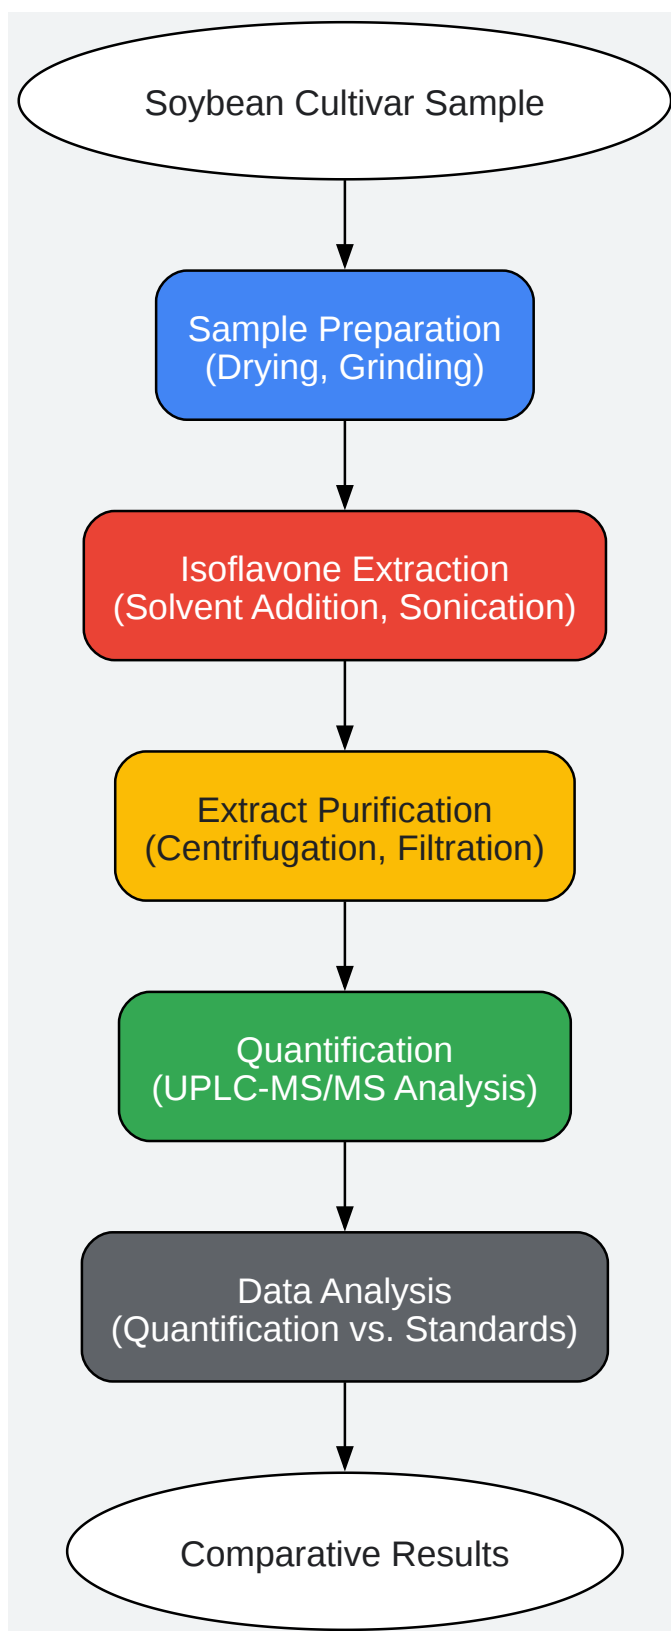 Soybean Cultivar Sample
Sample Preparation
(Drying, Grinding)
Isoflavone Extraction
(Solvent Addition, Sonication)
Extract Purification
(Centrifugation, Filtration)
Quantification
(UPLC-MS/MS Analysis)
Data Analysis
(Quantification vs. Standards)
Comparative Results